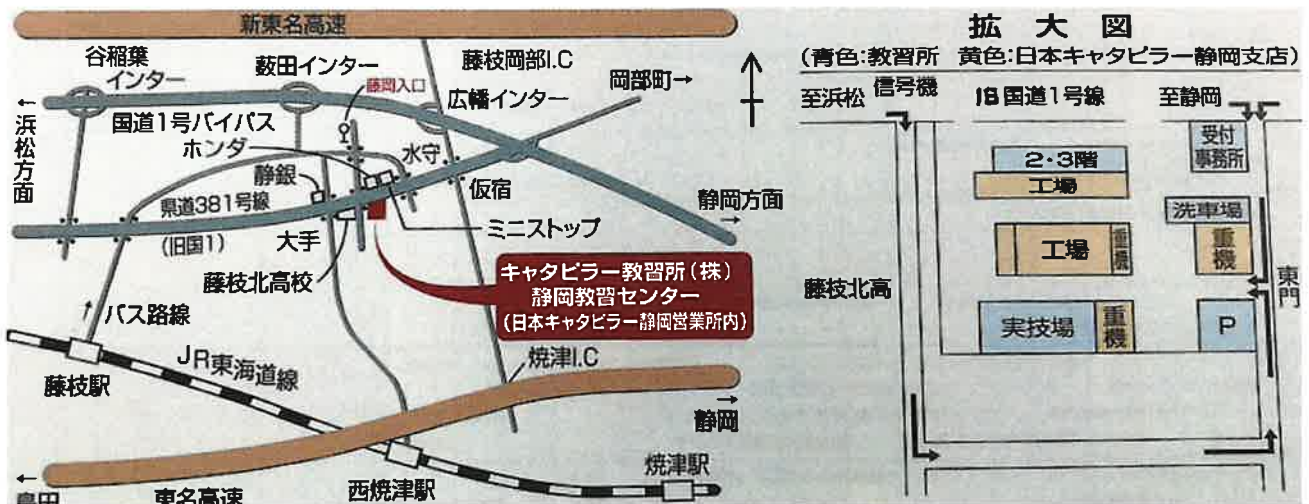 新東名高速
谷稲葉
インター
薮田インター
藤岡入口
藤枝岡部I.C
岡部町→
広幡インター
←
浜松方面
国道1号バイパス
ホンダ
水守
静銀
仮宿
県道381号線
(旧国1)
大手
ミニストップ
静岡方面
→
藤枝北高校
キャタピラー教習所(株)
静岡教習センター
(日本キャタピラー静岡営業所内)
バス路線
JR東海道線
藤枝駅
焼津I.C
→
静岡
←
島田
東名高速
西焼津駅
焼津駅
拡大図
(青色:教習所 黄色:日本キャタピラー静岡支店)
至浜松
信号機
旧国道1号線
至静岡
受付
事務所
2・3階
工場
洗車場
工場
重機
重機
藤枝北高
東門
実技場
重機
P